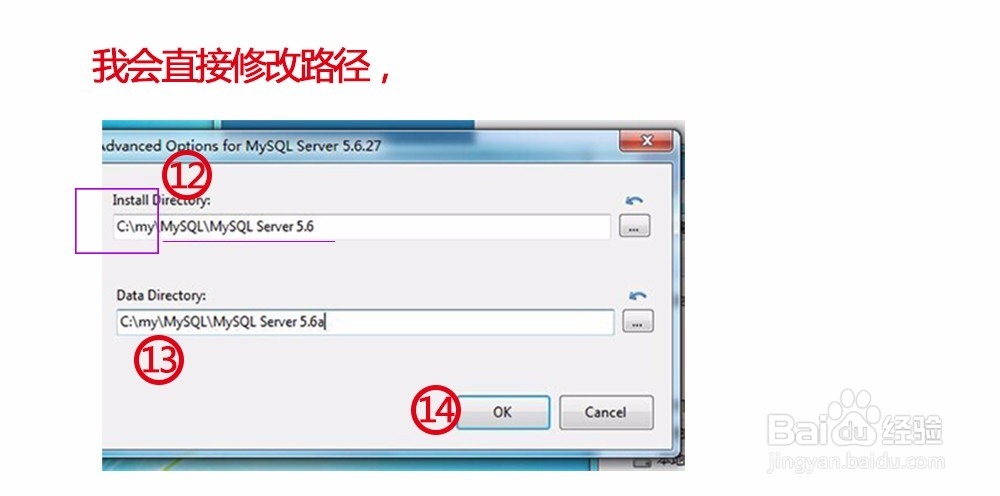 我会直接修改路径，
Advanced Options for MySQL Server 5.6.27
12
Install Directory:
C:\my\MySQL\MySQL Server 5.6
...
Data Directory:
C:\my\MySQL\MySQL Server 5.6a
...
13
14
OK
Cancel
Baidu经验
jingyan.baidu.com